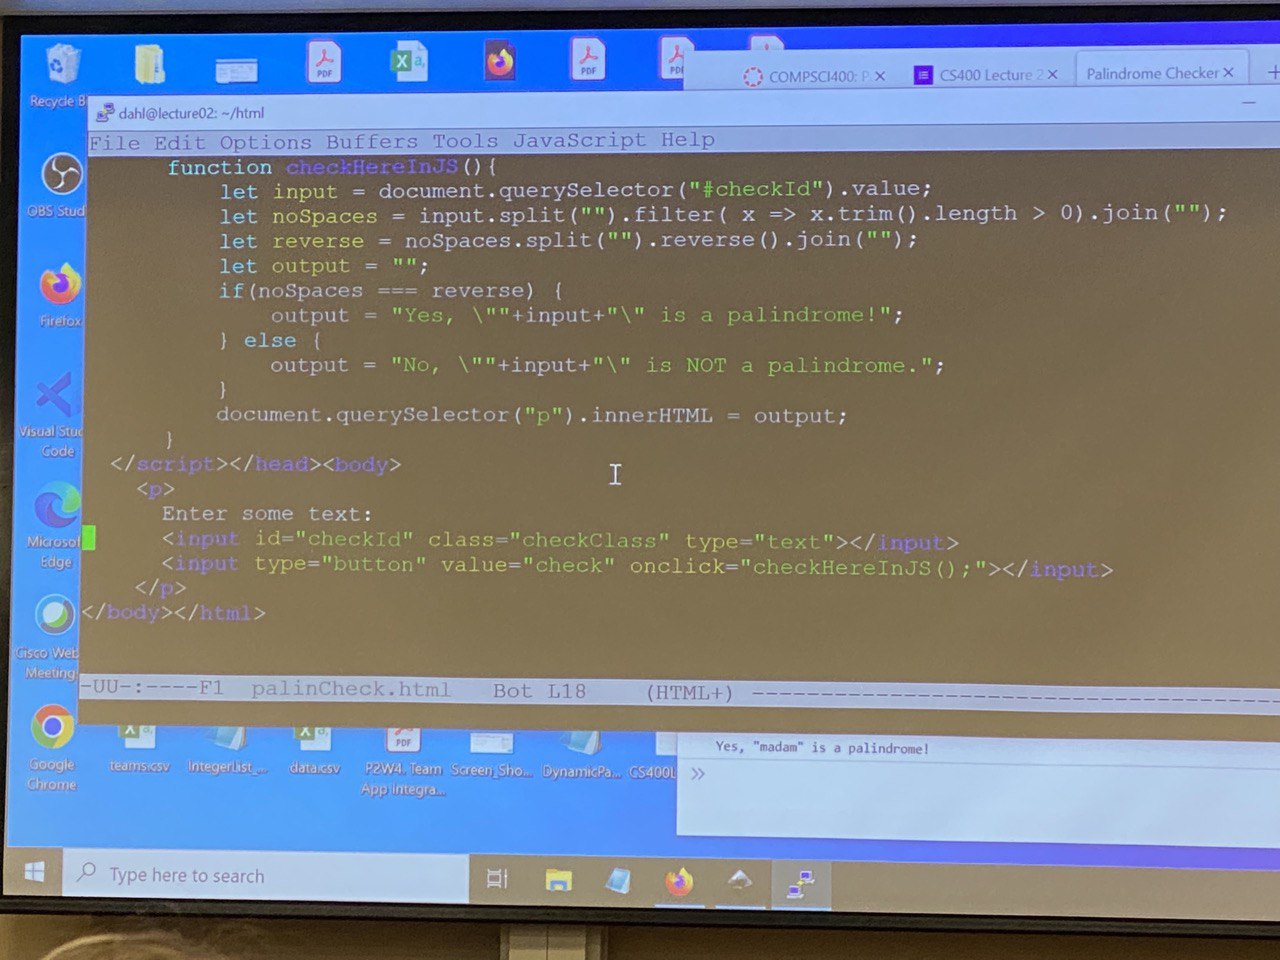 Recycle B
PDF
X a,
PDF
PDF
COMPSCI400: P ×
CS400 Lecture 2 ×
Palindrome Checker ×
+
dahl@lecture02: ~/html
File Edit Options Buffers Tools JavaScript Help
function checkHereInJS(){
let input = document.querySelector("#checkId").value;
let noSpaces = input.split("").filter( x => x.trim().length > 0).join("");
let reverse = noSpaces.split("").reverse().join("");
let output = "";
if(noSpaces === reverse) {
output = "Yes, \""+input+"\" is a palindrome!";
} else {
output = "No, \""+input+"\" is NOT a palindrome.";
}
document.querySelector("p").innerHTML = output;
}
</script></head><body>
<p>
Enter some text:
<input id="checkId" class="checkClass" type="text"></input>
<input type="button" value="check" onclick="checkHereInJS();"></input>
</p>
</body></html>
-UU-:----F1 palinCheck.html Bot L18 (HTML+) ----------------------------------------
OBS Stud
Firefox
Visual Stud
Code
Microsof
Edge
Cisco Web
Meeting
Google
Chrome
teams.csv
IntegerList_...
data.csv
PDF
P2W4. Team
App Integra...
Screen_Sho...
DynamicPa...
CS400L
Yes, "madam" is a palindrome!
»
Type here to search